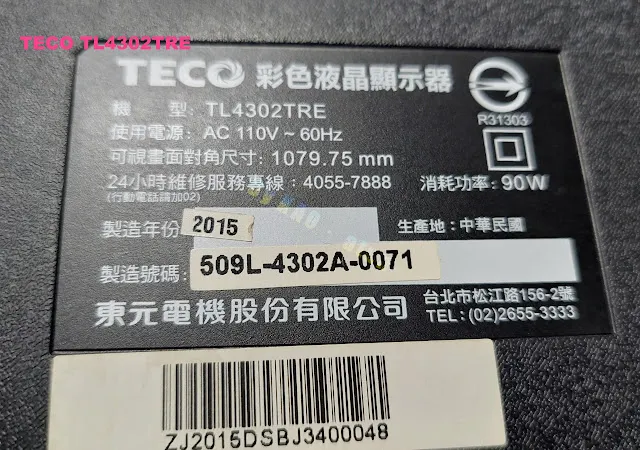 TECO TL4302TRE
TECO 彩色液晶顯示器
機 型: TL4302TRE
R31303
使用電源: AC 110V ~ 60Hz
可視畫面對角尺寸: 1079.75 mm
24小時維修服務專線: 4055-7888 消耗功率: 90W
(行動電話請加02)
製造年份 2015 生產地: 中華民國
製造號碼: 509L-4302A-0071
東元電機股份有限公司
台北市松江路156-2號
TEL: (02)2655-3333
ZJ2015DSBJ3400048